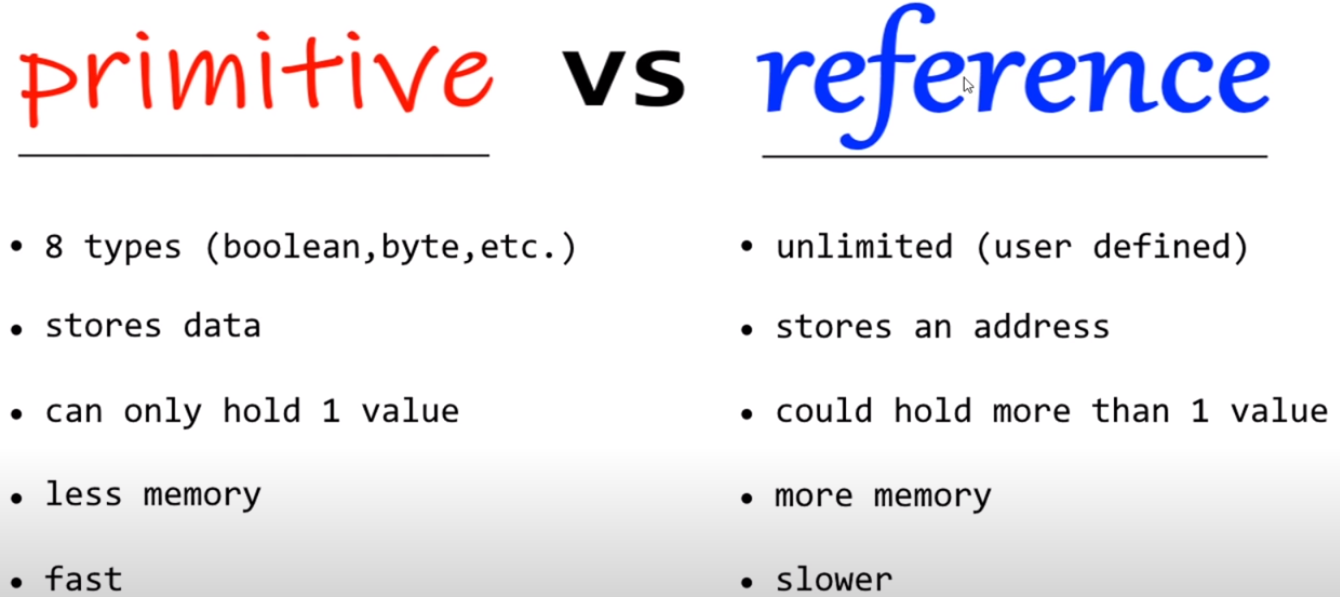 primitive vs reference
• 8 types (boolean,byte,etc.)
• stores data
• can only hold 1 value
• less memory
• fast
• unlimited (user defined)
• stores an address
• could hold more than 1 value
• more memory
• slower